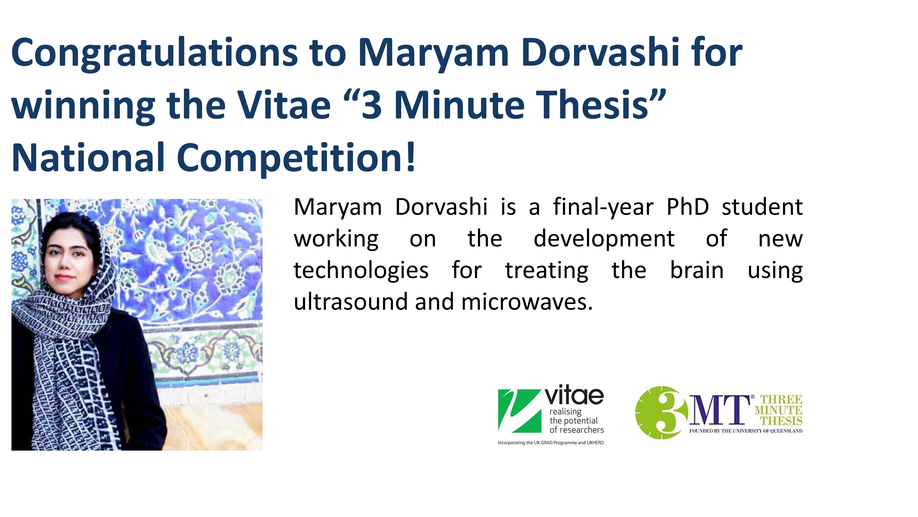 Congratulations to Maryam Dorvashi for
winning the Vitae “3 Minute Thesis”
National Competition!
Maryam Dorvashi is a final-year PhD student
working on the development of new
technologies for treating the brain using
ultrasound and microwaves.
vitae
realising
the potential
of researchers
Incorporating the UK GRAD Programme and UKHERD
3MT® THREE
MINUTE
THESIS
FOUNDED BY THE UNIVERSITY OF QUEENSLAND